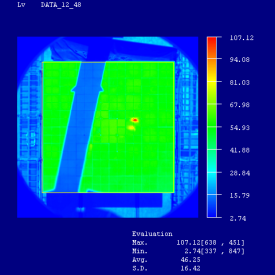 Lv DATA_12_48
107.12
94.08
81.03
67.98
54.93
41.88
28.84
15.79
2.74
Evaluation
Max. 107.12[638 , 451]
Min. 2.74[337 , 847]
Avg. 46.25
S.D. 16.42